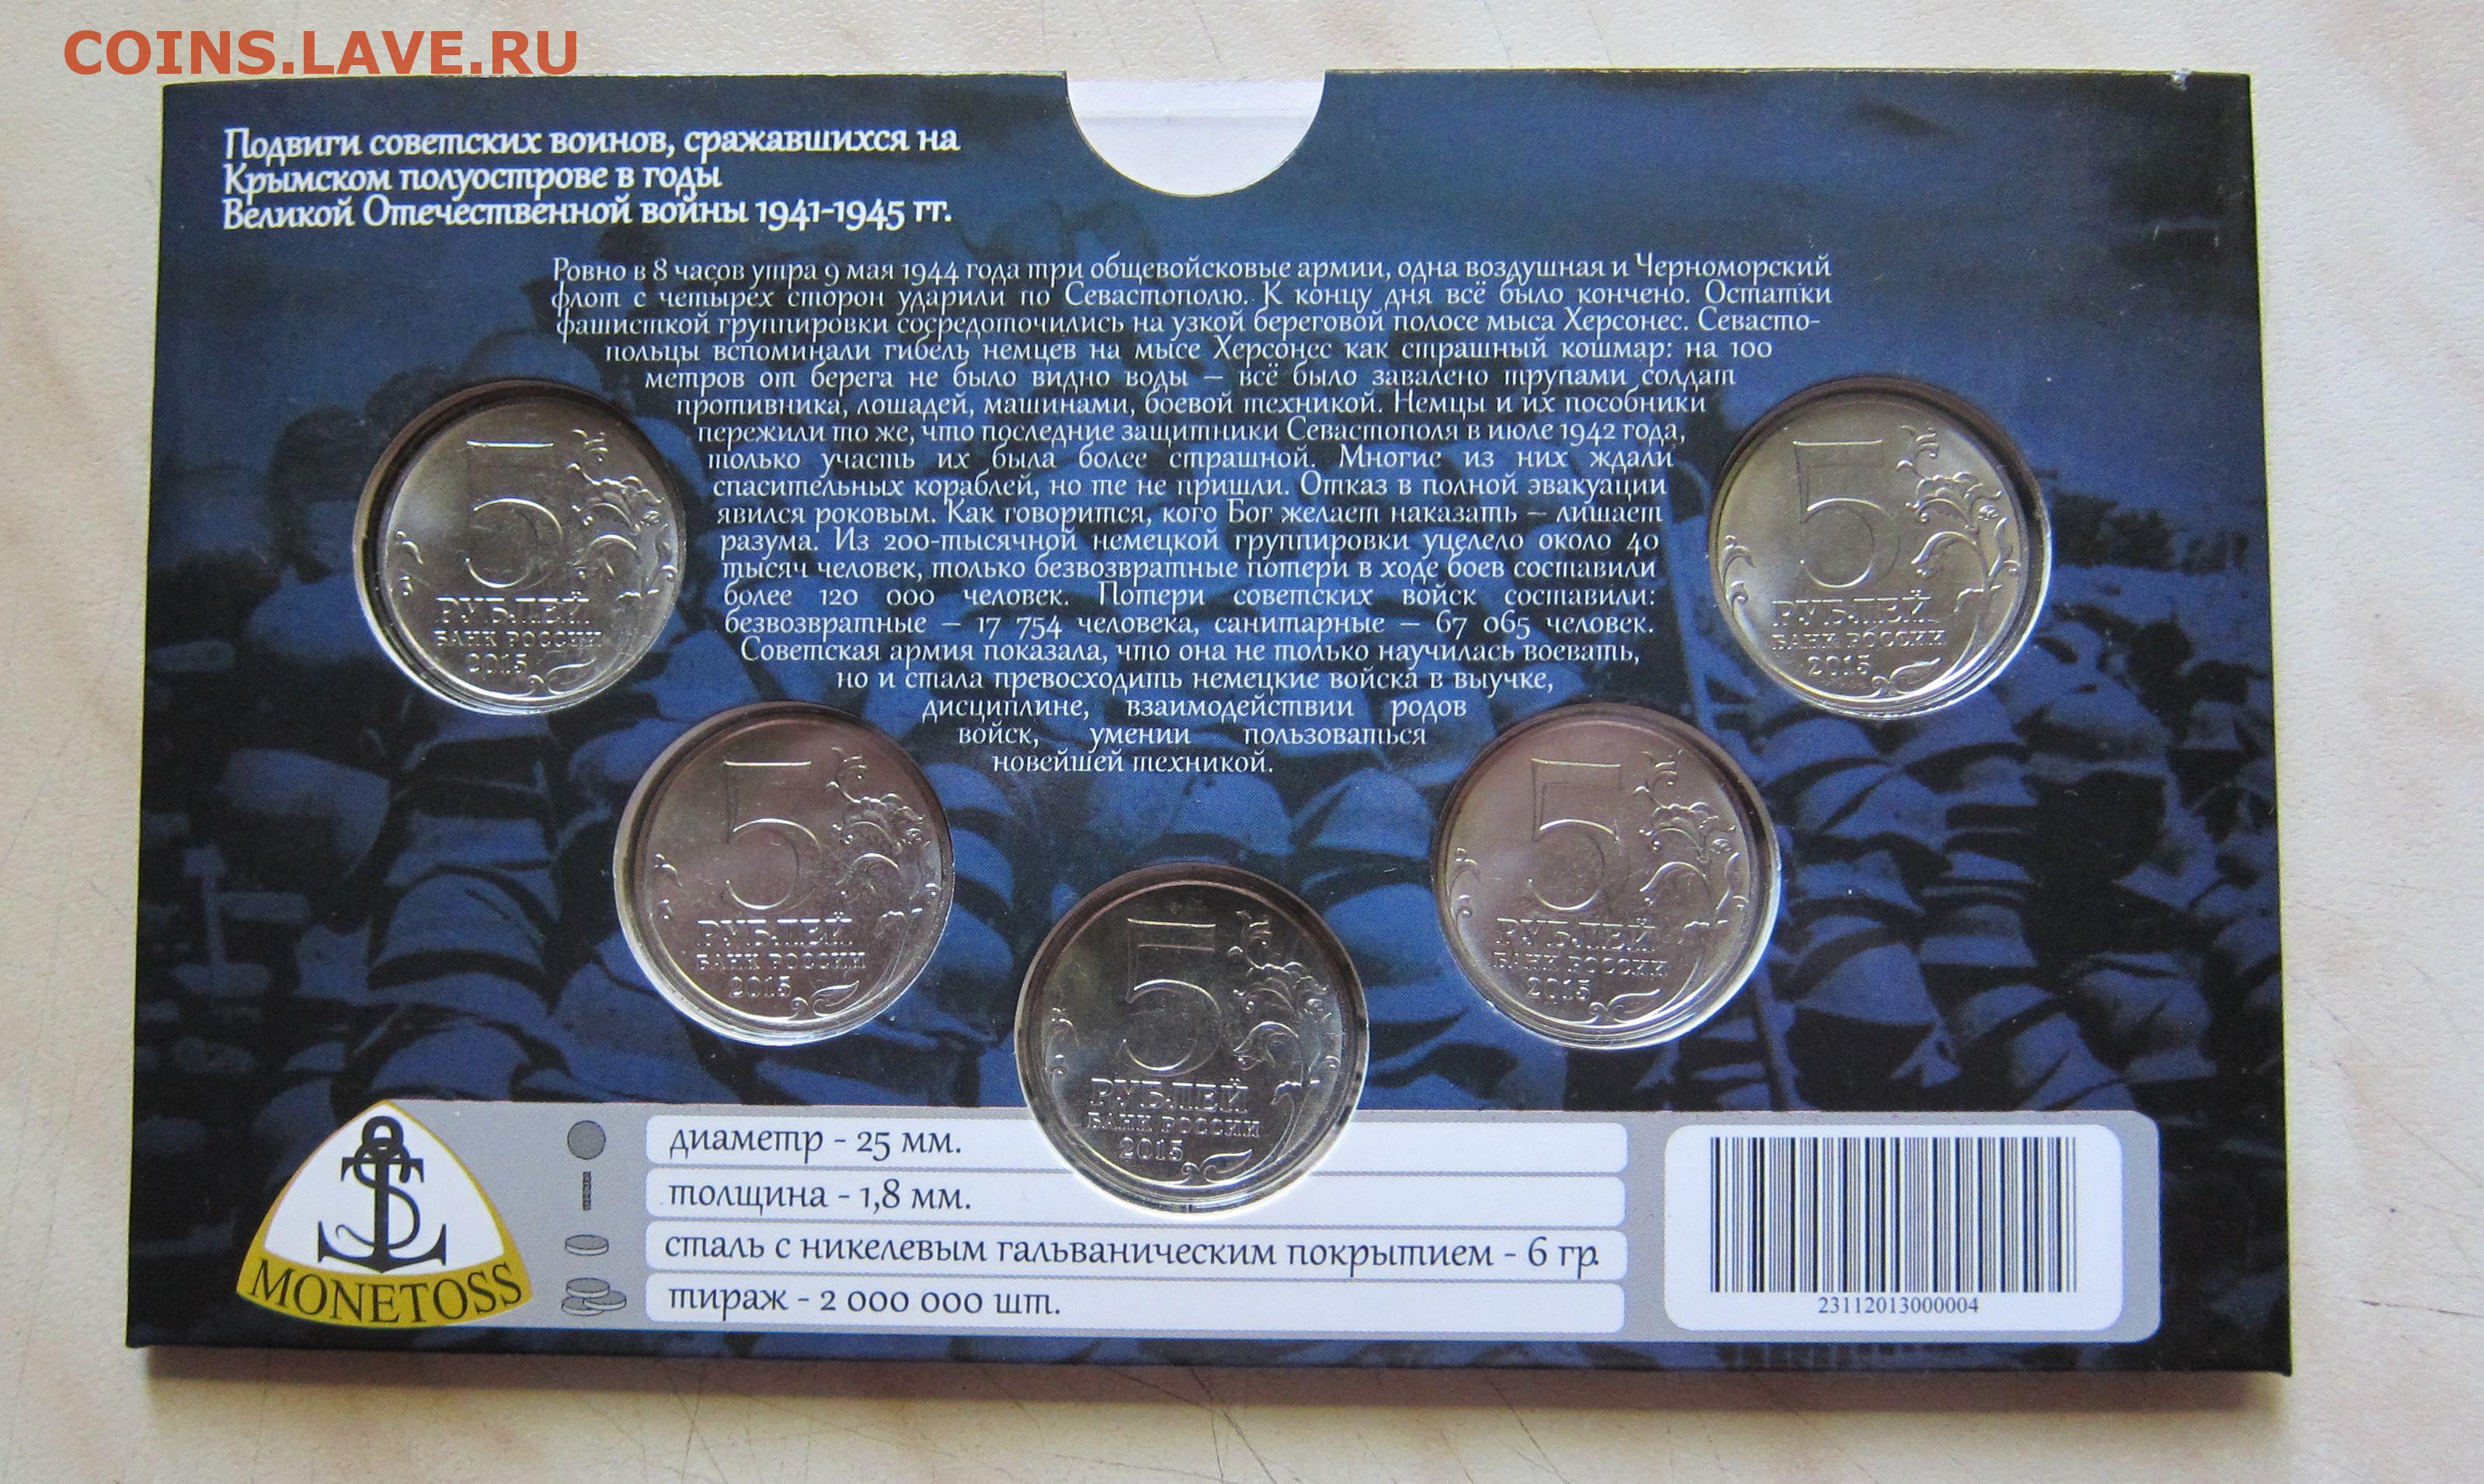 COINS.LAVE.RU
Подвиги советских воинов, сражавшихся на
Крымском полуострове в годы
Великой Отечественной войны 1941-1945 гг.
Ровно в 8 часов утра 9 мая 1944 года три общевойсковые армии, одна воздушная и Черноморский
флот с четырех сторон ударили по Севастополю. К концу дня всё было кончено. Остатки
фашисткой группировки сосредоточились на узкой береговой полосе мыса Херсонес. Севасто-
польцы вспоминали гибель немцев на мысе Херсонес как страшный кошмар: на 100
метров от берега не было видно воды – всё было завалено трупами солдат
противника, лошадей, машинами, боевой техникой. Немцы и их пособники
пережили то же, что последние защитники Севастополя в июле 1942 года,
только участь их была более страшной. Многие из них ждали
спасительных кораблей, но те не пришли. Отказ в полной эвакуации
явился роковым. Как говорится, кого Бог желает наказать – лишает
разума. Из 200-тысячной немецкой группировки уцелело около 40
тысяч человек, только безвозвратные потери в ходе боев составили
более 120 000 человек. Потери советских войск составили:
безвозвратные – 17 754 человека, санитарные – 67 065 человек.
Советская армия показала, что она не только научилась воевать,
но и стала превосходить немецкие войска в выучке,
дисциплине, взаимодействии родов
войск, умении пользоваться
новейшей техникой.
5
РУБЛЕЙ
БАНК РОССИИ
2015
5
РУБЛЕЙ
БАНК РОССИИ
2015
5
РУБЛЕЙ
БАНК РОССИИ
2015
5
РУБЛЕЙ
БАНК РОССИИ
2015
5
РУБЛЕЙ
БАНК РОССИИ
2015
MONETOSS
диаметр - 25 мм.
толщина - 1,8 мм.
сталь с никелевым гальваническим покрытием - 6 гр.
тираж - 2 000 000 шт.
23112013000004